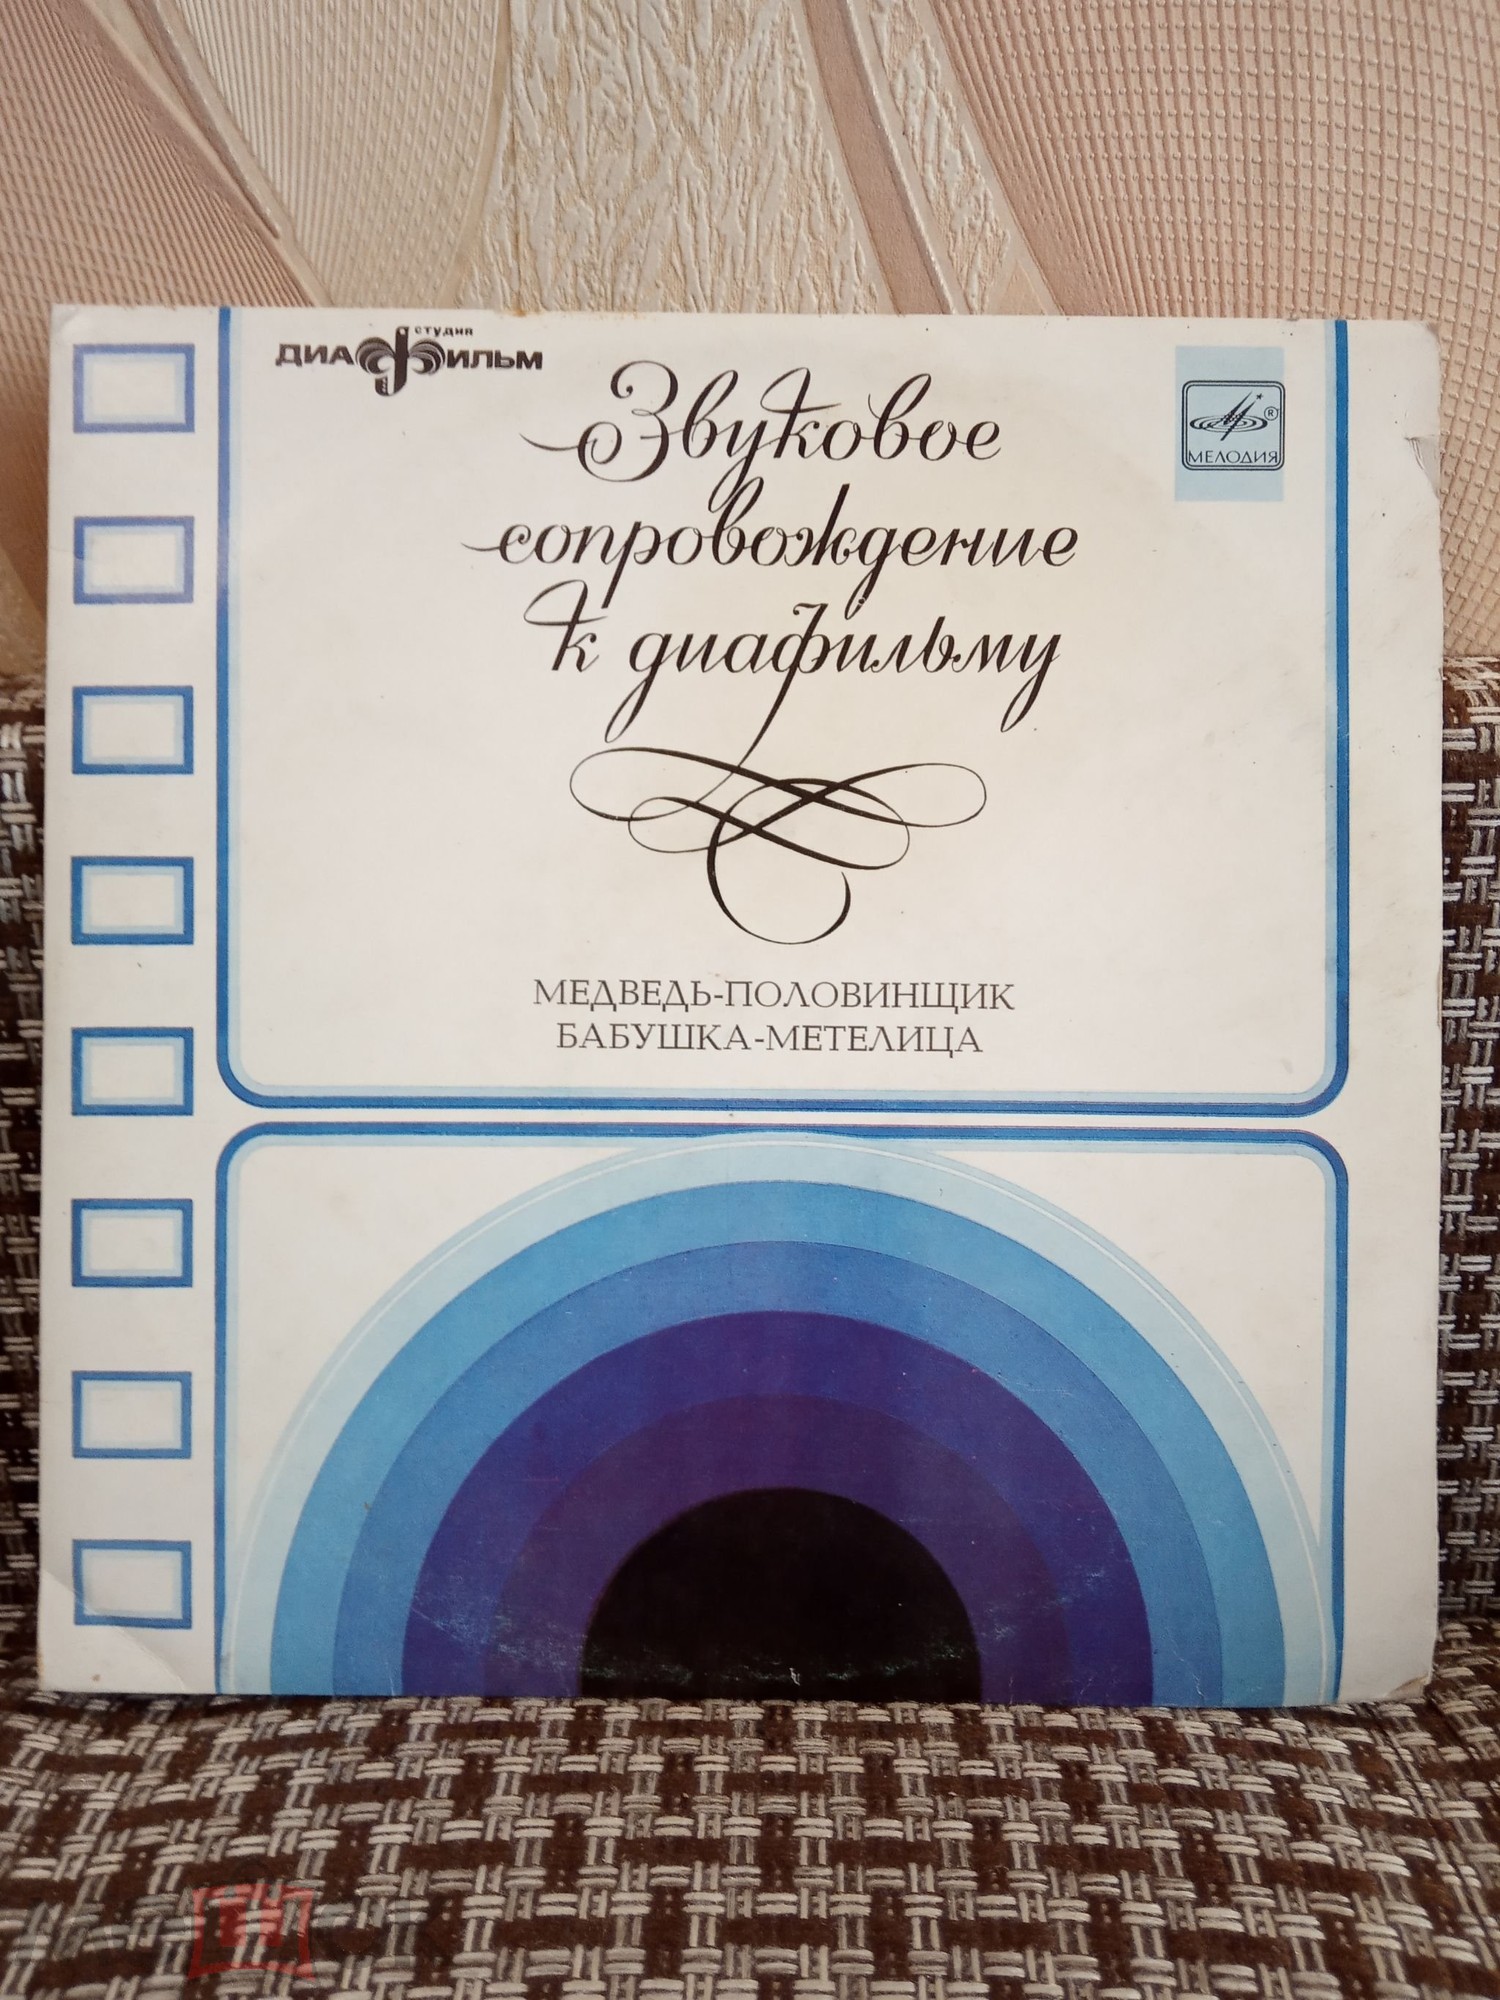 студия
ДИАФИЛЬМ
Звуковое
сопровождение
к диафильму
МЕЛОДИЯ
®
МЕДВЕДЬ-ПОЛОВИНЩИК
БАБУШКА-МЕТЕЛИЦА